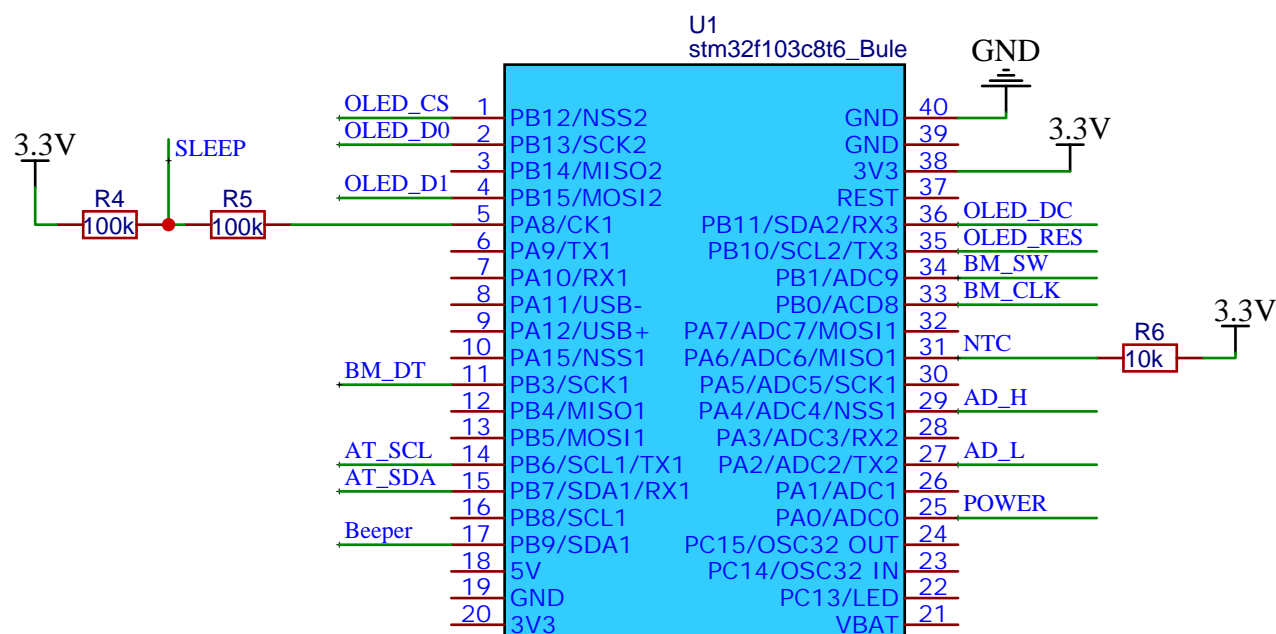 U1
stm32f103c8t6_Bule
GND
OLED_CS 1 PB12/NSS2 GND 40
OLED_D0 2 PB13/SCK2 GND 39
3.3V SLEEP 3 PB14/MISO2 3V3 38 3.3V
OLED_D1 4 PB15/MOSI2 REST 37
R4 100k R5 100k 5 PA8/CK1 PB11/SDA2/RX3 36 OLED_DC
6 PA9/TX1 PB10/SCL2/TX3 35 OLED_RES
7 PA10/RX1 PB1/ADC9 34 BM_SW
8 PA11/USB- PB0/ACD8 33 BM_CLK
9 PA12/USB+ PA7/ADC7/MOSI1 32
10 PA15/NSS1 PA6/ADC6/MISO1 31 NTC R6 10k 3.3V
BM_DT 11 PB3/SCK1 PA5/ADC5/SCK1 30
12 PB4/MISO1 PA4/ADC4/NSS1 29 AD_H
13 PB5/MOSI1 PA3/ADC3/RX2 28
AT_SCL 14 PB6/SCL1/TX1 PA2/ADC2/TX2 27 AD_L
AT_SDA 15 PB7/SDA1/RX1 PA1/ADC1 26
16 PB8/SCL1 PA0/ADC0 25 POWER
Beeper 17 PB9/SDA1 PC15/OSC32 OUT 24
18 5V PC14/OSC32 IN 23
19 GND PC13/LED 22
20 3V3 VBAT 21